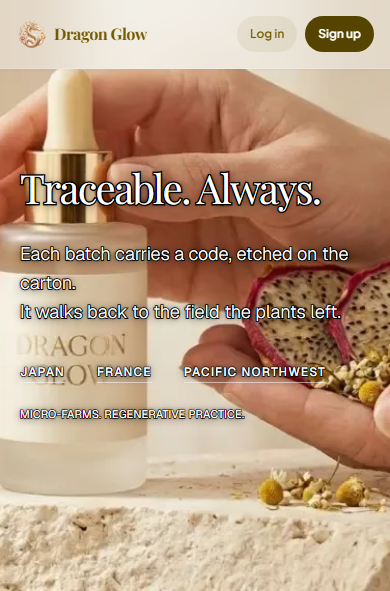 Dragon Glow
Log in
Sign up
Traceable. Always.
Each batch carries a code, etched on the
carton.
It walks back to the field the plants left.
DRAGON
GLOW
JAPAN FRANCE PACIFIC NORTHWEST
MICRO-FARMS. REGENERATIVE PRACTICE.